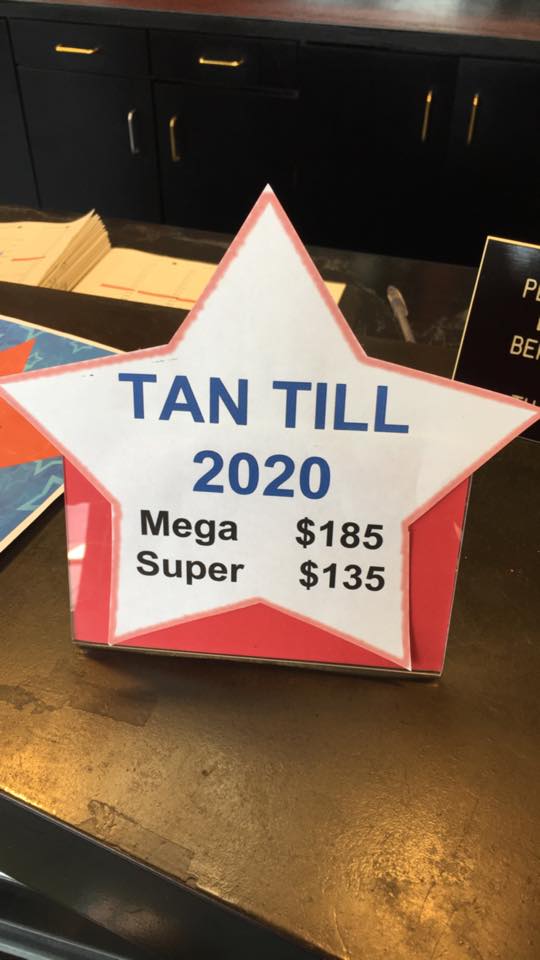 TAN TILL
2020
Mega $185
Super $135